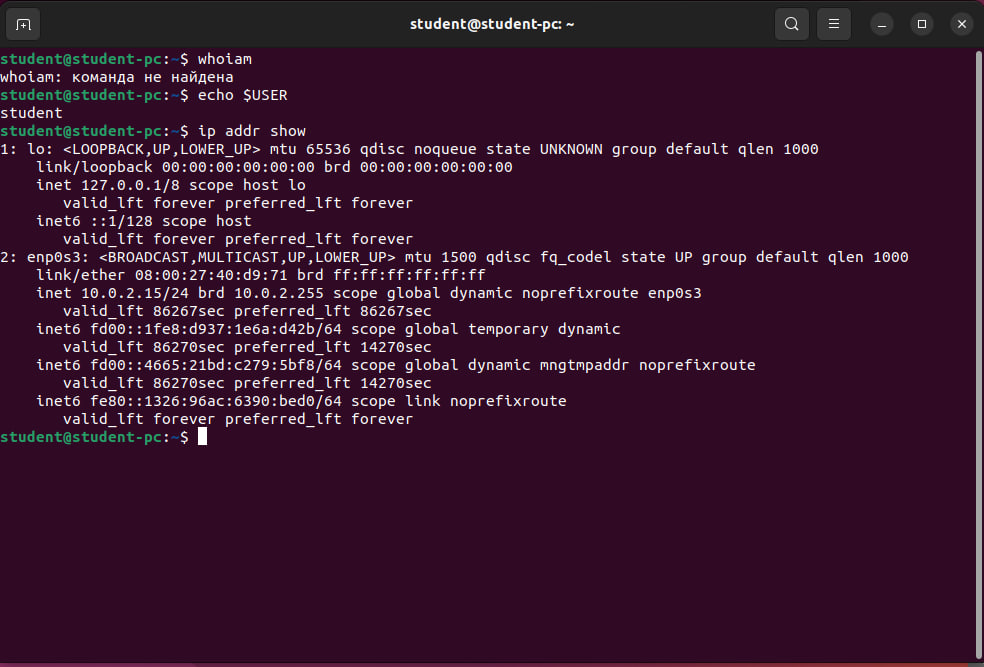 student@student-pc: ~
student@student-pc:~$ whoiam
whoiam: команда не найдена
student@student-pc:~$ echo $USER
student
student@student-pc:~$ ip addr show
1: lo: <LOOPBACK,UP,LOWER_UP> mtu 65536 qdisc noqueue state UNKNOWN group default qlen 1000
    link/loopback 00:00:00:00:00:00 brd 00:00:00:00:00:00
    inet 127.0.0.1/8 scope host lo
       valid_lft forever preferred_lft forever
    inet6 ::1/128 scope host
       valid_lft forever preferred_lft forever
2: enp0s3: <BROADCAST,MULTICAST,UP,LOWER_UP> mtu 1500 qdisc fq_codel state UP group default qlen 1000
    link/ether 08:00:27:40:d9:71 brd ff:ff:ff:ff:ff:ff
    inet 10.0.2.15/24 brd 10.0.2.255 scope global dynamic noprefixroute enp0s3
       valid_lft 86267sec preferred_lft 86267sec
    inet6 fd00::1fe8:d937:1e6a:d42b/64 scope global temporary dynamic
       valid_lft 86270sec preferred_lft 14270sec
    inet6 fd00::4665:21bd:c279:5bf8/64 scope global dynamic mngtmpaddr noprefixroute
       valid_lft 86270sec preferred_lft 14270sec
    inet6 fe80::1326:96ac:6390:bed0/64 scope link noprefixroute
       valid_lft forever preferred_lft forever
student@student-pc:~$